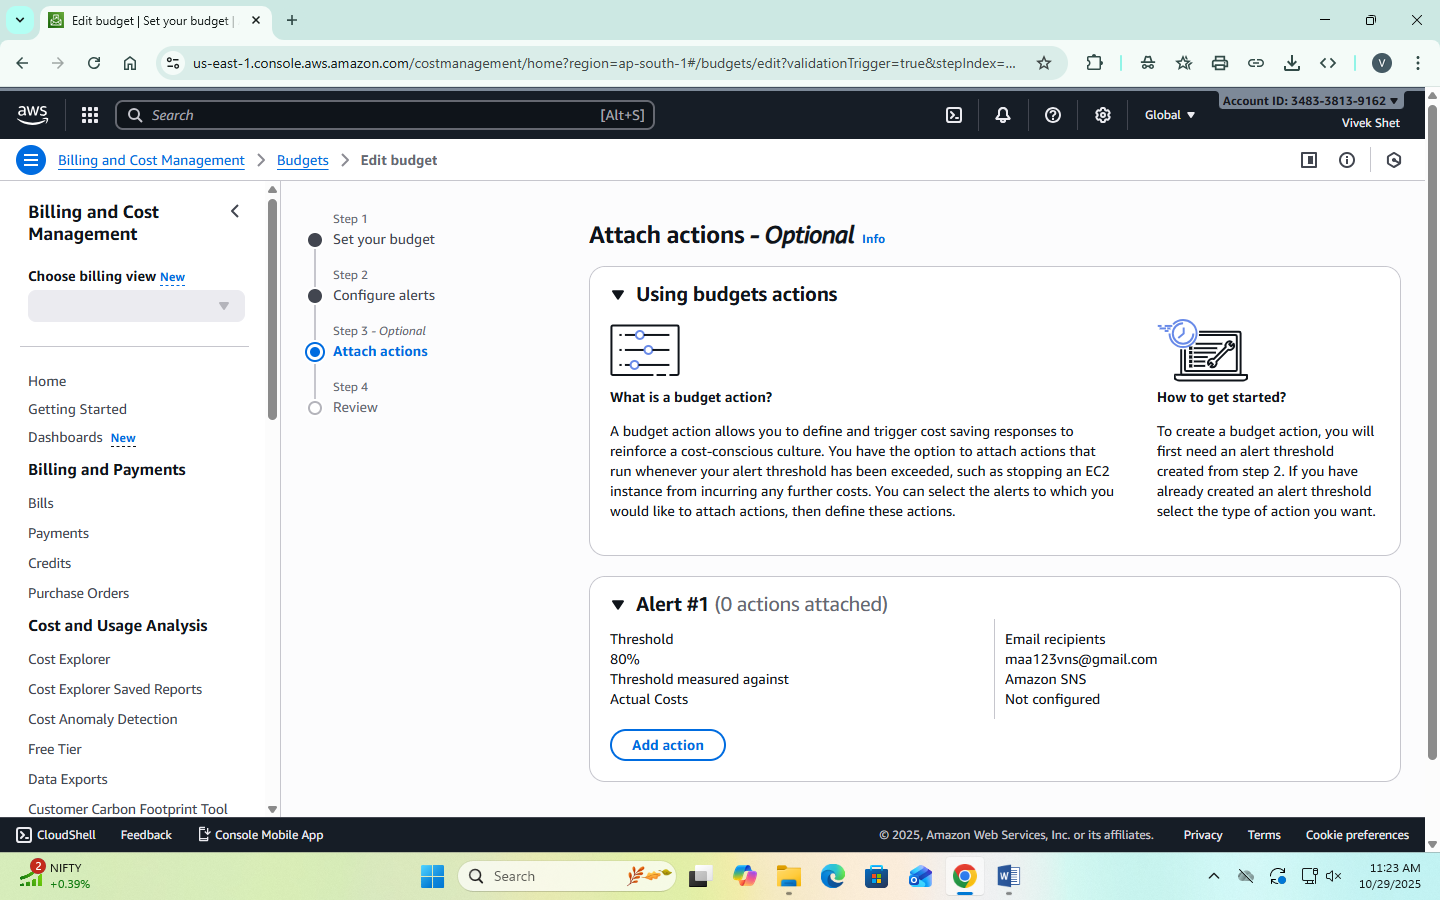 Edit budget | Set your budget |
us-east-1.console.aws.amazon.com/costmanagement/home?region=ap-south-1#/budgets/edit?validationTrigger=true&stepIndex=...
V
aws
Search
[Alt+S]
Global
Account ID: 3483-3813-9162
Vivek Shet
Billing and Cost Management
Budgets
Edit budget
Billing and Cost
Management
Choose billing view New
Home
Getting Started
Dashboards New
Billing and Payments
Bills
Payments
Credits
Purchase Orders
Cost and Usage Analysis
Cost Explorer
Cost Explorer Saved Reports
Cost Anomaly Detection
Free Tier
Data Exports
Customer Carbon Footprint Tool
Step 1
Set your budget
Step 2
Configure alerts
Step 3 - Optional
Attach actions
Step 4
Review
Attach actions - Optional Info
Using budgets actions
What is a budget action?
A budget action allows you to define and trigger cost saving responses to
reinforce a cost-conscious culture. You have the option to attach actions that
run whenever your alert threshold has been exceeded, such as stopping an EC2
instance from incurring any further costs. You can select the alerts to which you
would like to attach actions, then define these actions.
How to get started?
To create a budget action, you will
first need an alert threshold
created from step 2. If you have
already created an alert threshold
select the type of action you want.
Alert #1 (0 actions attached)
Threshold
80%
Threshold measured against
Actual Costs
Email recipients
maa123vns@gmail.com
Amazon SNS
Not configured
Add action
CloudShell
Feedback
Console Mobile App
© 2025, Amazon Web Services, Inc. or its affiliates.
Privacy
Terms
Cookie preferences
2
NIFTY
+0.39%
Search
11:23 AM
10/29/2025